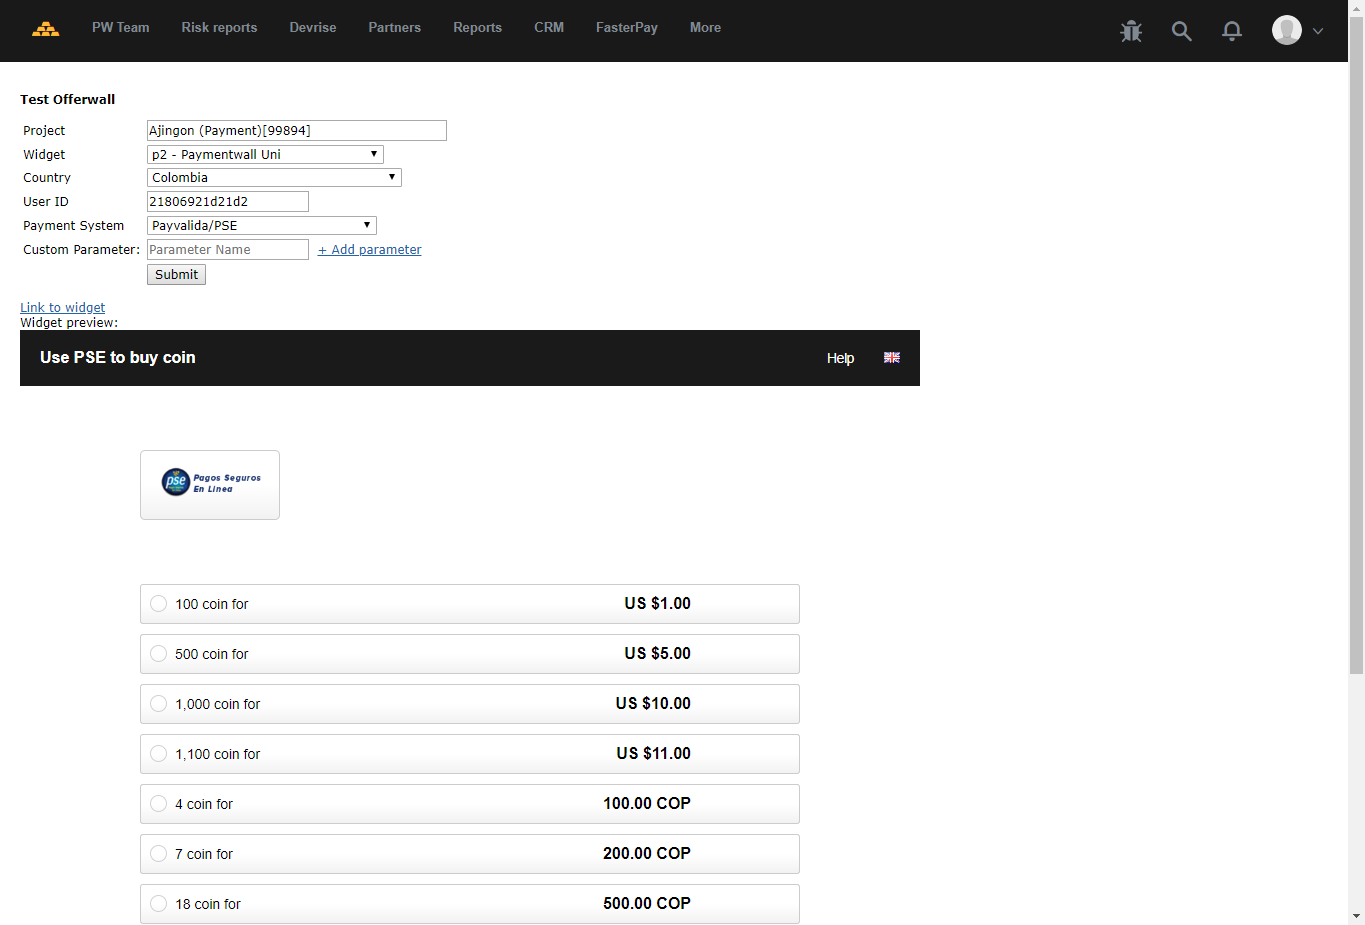 PW Team Risk reports Devrise Partners Reports CRM FasterPay More
Test Offerwall
Project Ajingon (Payment)[99894]
Widget p2 - Paymentwall Uni
Country Colombia
User ID 21806921d21d2
Payment System Payvalida/PSE
Custom Parameter: Parameter Name + Add parameter
Submit
Link to widget
Widget preview:
Use PSE to buy coin Help
pse Pagos Seguros
En Línea
100 coin for US $1.00
500 coin for US $5.00
1,000 coin for US $10.00
1,100 coin for US $11.00
4 coin for 100.00 COP
7 coin for 200.00 COP
18 coin for 500.00 COP